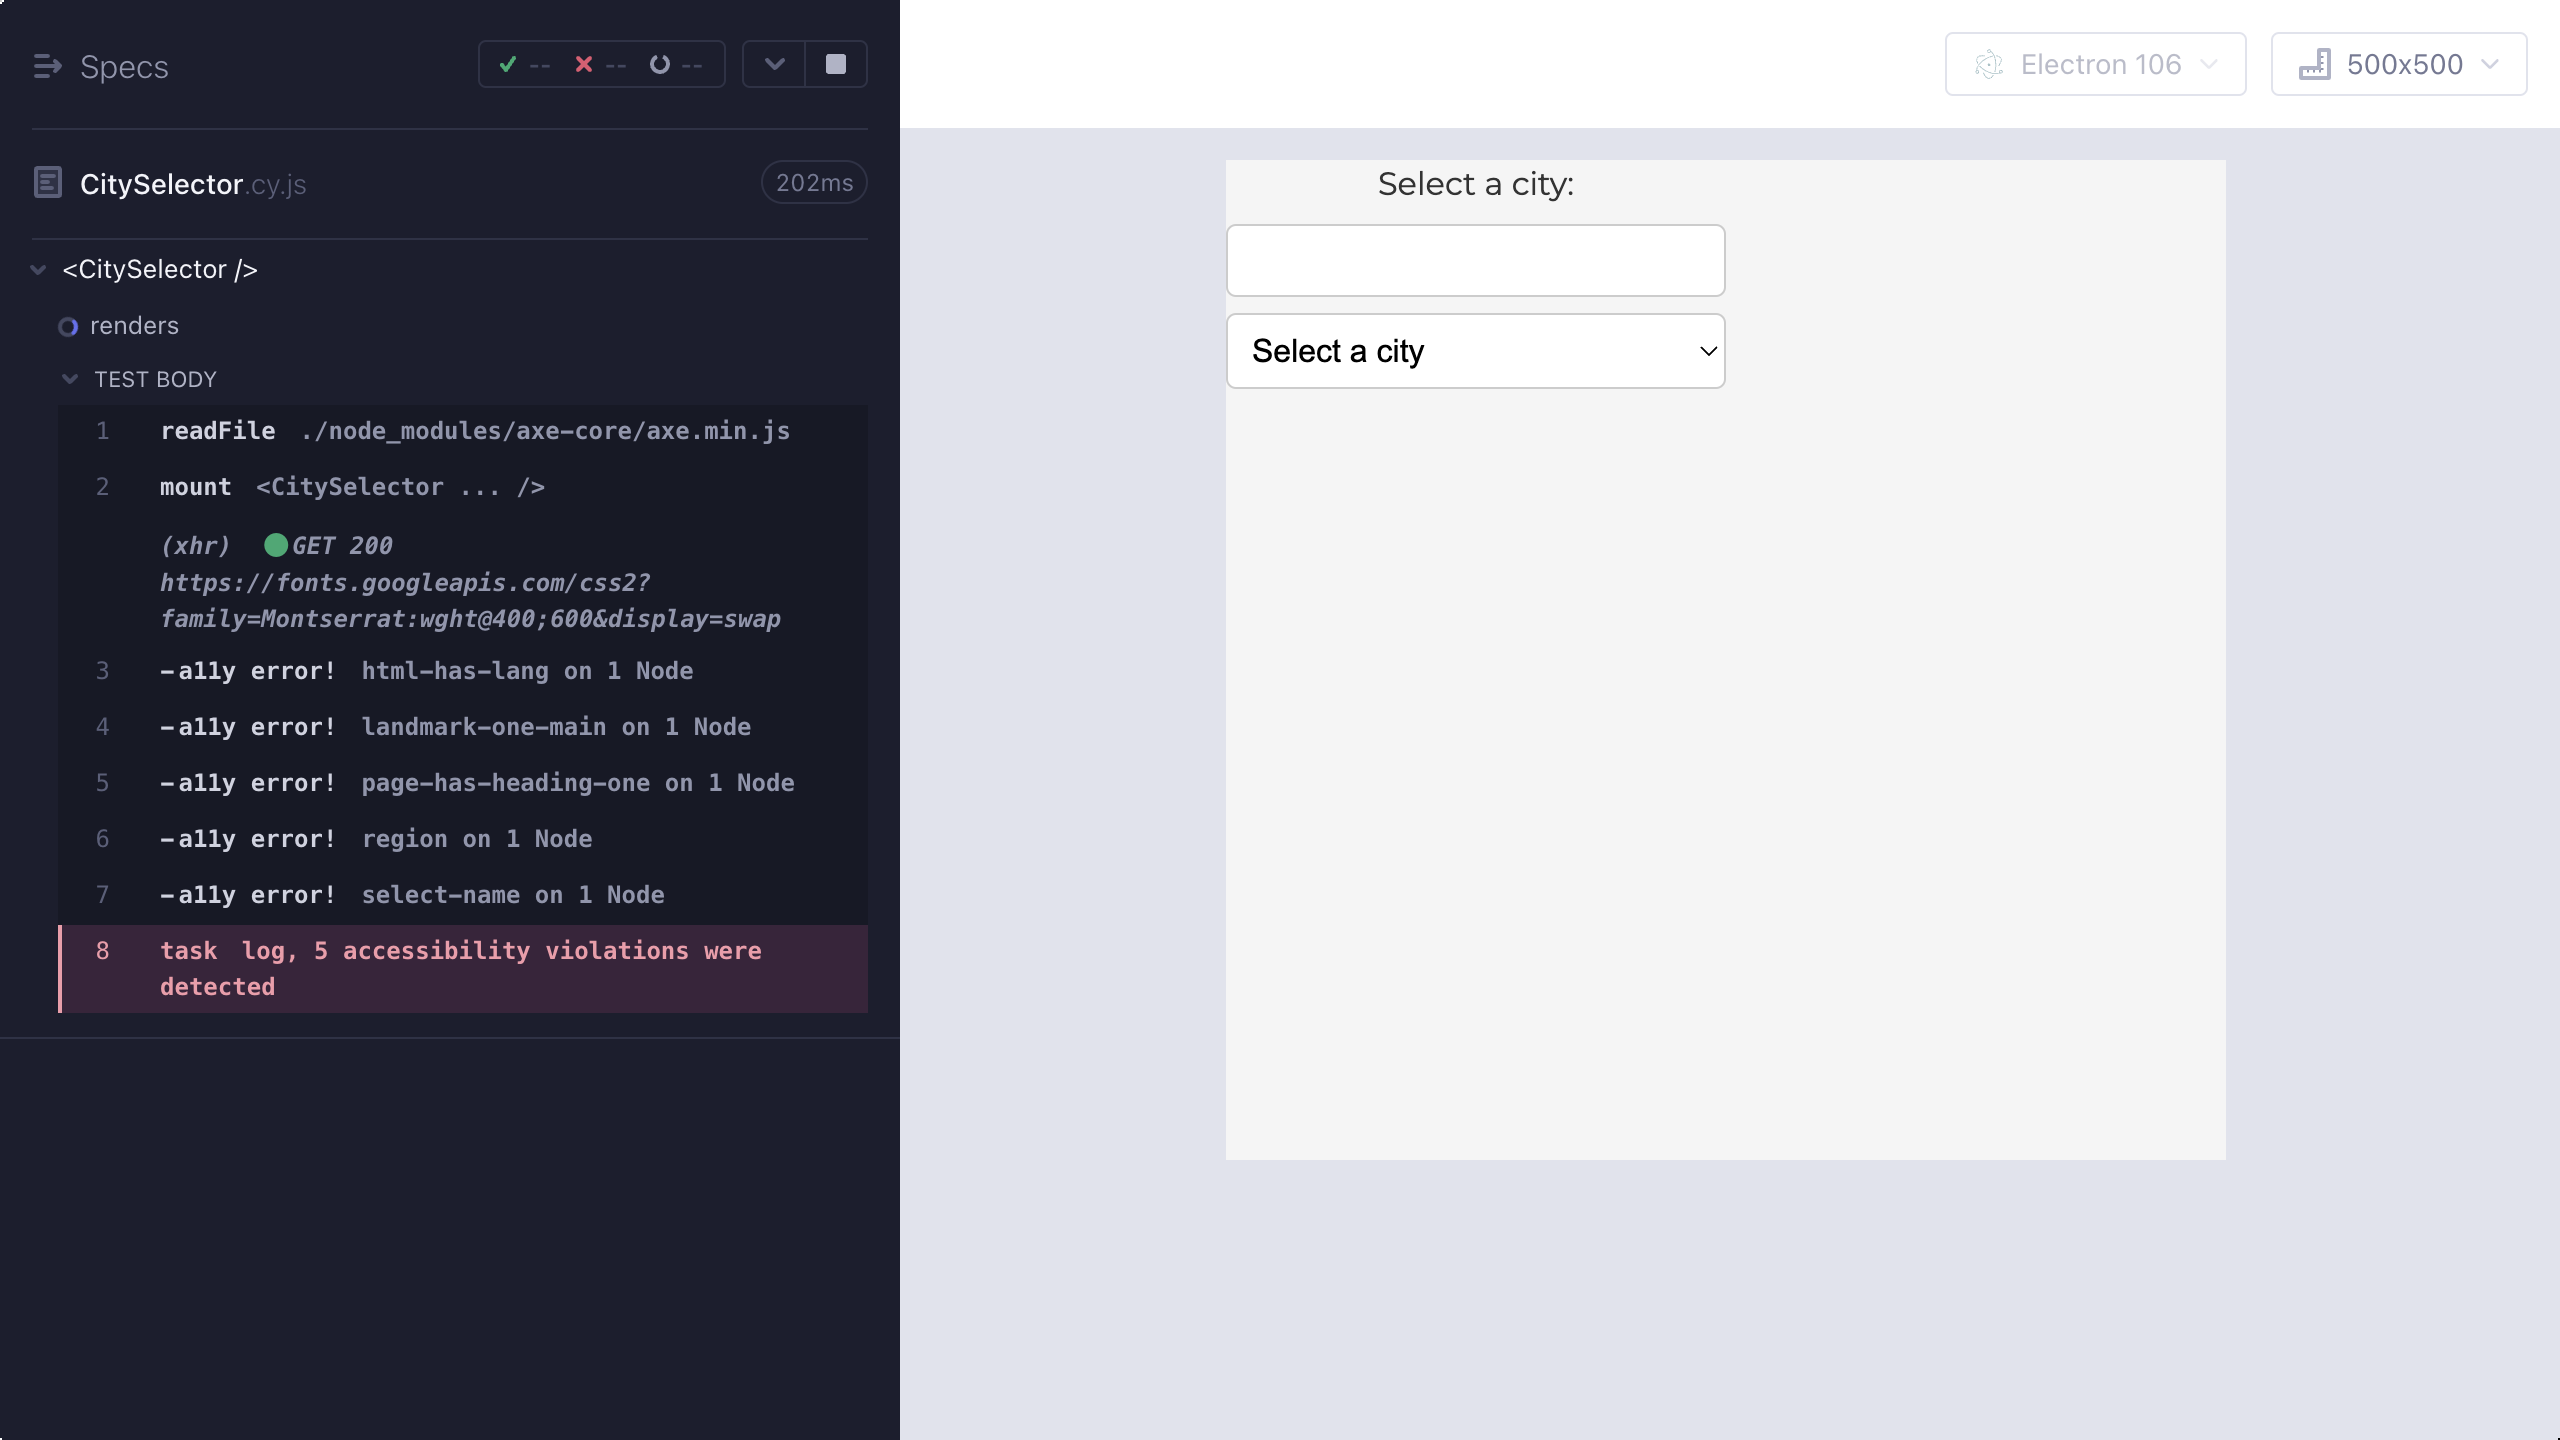 Specs
-- -- --
CitySelector.cy.js 202ms
<CitySelector />
renders
TEST BODY
1 readFile ./node_modules/axe-core/axe.min.js
2 mount <CitySelector ... />
(xhr) GET 200
https://fonts.googleapis.com/css2?
family=Montserrat:wght@400;600&display=swap
3 -a11y error! html-has-lang on 1 Node
4 -a11y error! landmark-one-main on 1 Node
5 -a11y error! page-has-heading-one on 1 Node
6 -a11y error! region on 1 Node
7 -a11y error! select-name on 1 Node
8 task log, 5 accessibility violations were
detected
Electron 106
500x500
Select a city:
Select a city